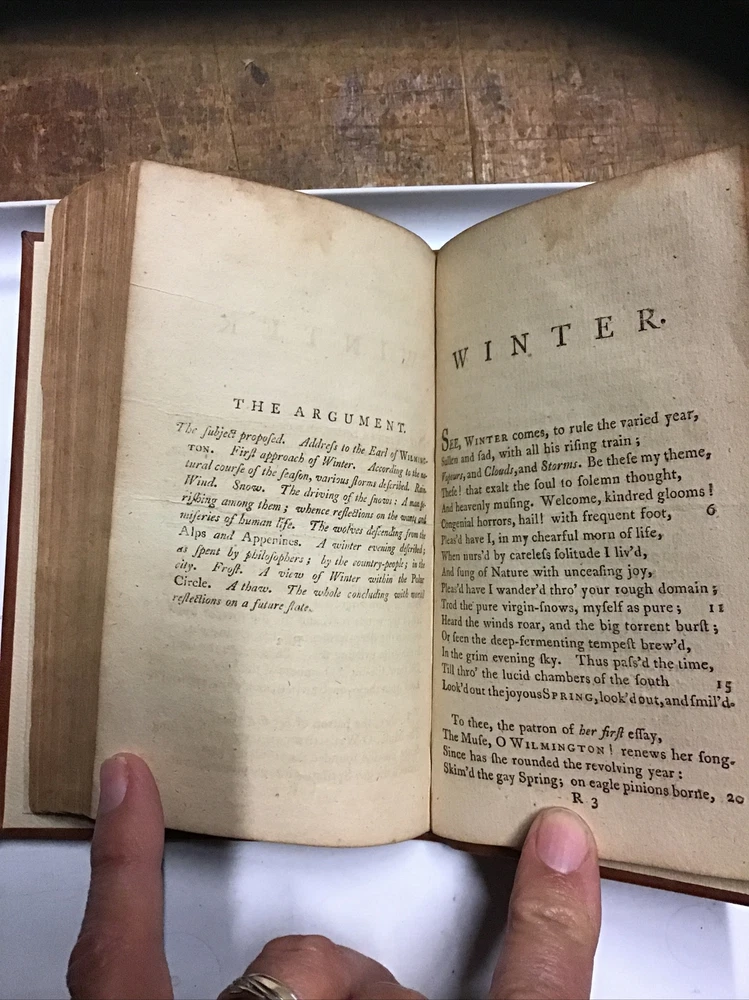 THE ARGUMENT.
The ſubject propoſed. Addreſs to the Earl of WILMING-
TON. Firſt approach of Winter. According to the na-
tural courſe of the ſeaſon, various ſtorms deſcribed. Rain.
Wind. Snow. The driving of the ſnows: A man pe-
riſhing among them; whence reflections on the wants and
miſeries of human life. The wolves deſcending from the
Alps and Appenines. A winter evening deſcribed;
as ſpent by philoſophers; by the country-people; in the
city. Froſt. A view of Winter within the Polar
Circle. A thaw. The whole concluding with moral
reflections on a future ſtate.
WINTER.
SEE, WINTER comes, to rule the varied year,
Sullen and ſad, with all his riſing train;
Vapours, and Clouds, and Storms. Be theſe my theme,
Theſe! that exalt the ſoul to ſolemn thought,
And heavenly muſing. Welcome, kindred glooms!
Congenial horrors, hail! with frequent foot, 6
Pleas'd have I, in my chearful morn of life,
When nurs'd by careleſs ſolitude I liv'd,
And ſung of Nature with unceaſing joy,
Pleas'd have I wander'd thro' your rough domain;
Trod the pure virgin-ſnows, myſelf as pure; 11
Heard the winds roar, and the big torrent burſt;
Or ſeen the deep-fermenting tempeſt brew'd,
In the grim evening ſky. Thus paſs'd the time,
Till thro' the lucid chambers of the ſouth 15
Look'd out the joyous SPRING, look'd out, and ſmil'd.
To thee, the patron of her firſt eſſay,
The Muſe, O WILMINGTON! renews her ſong.
Since has ſhe rounded the revolving year:
Skim'd the gay Spring; on eagle pinions borne, 20
R 3